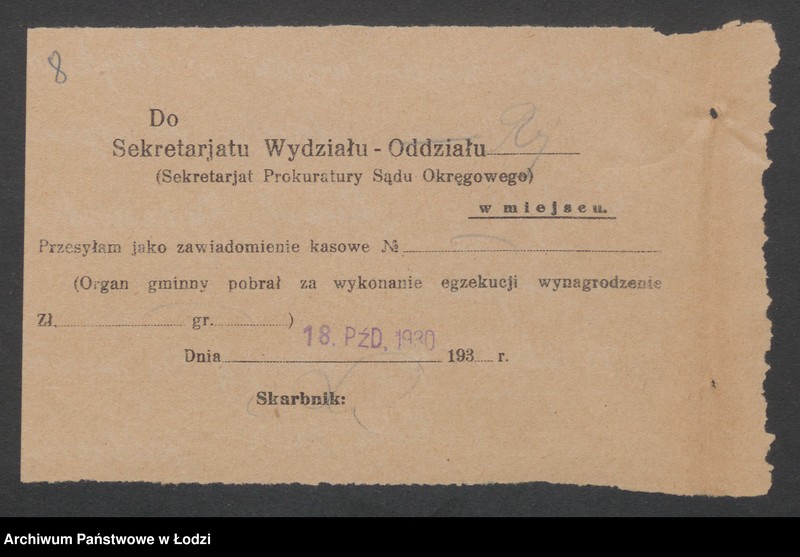 8
Do
Sekretarjatu Wydziału - Oddziału
(Sekretarjat Prokuratury Sądu Okręgowego)
w miejscu.
Przesyłam jako zawiadomienie kasowe №
(Organ gminny pobrał za wykonanie egzekucji wynagrodzenie
Zł. gr. )
18. PŹD. 1930
Dnia 193 r.
Skarbnik:
Archiwum Państwowe w Łodzi